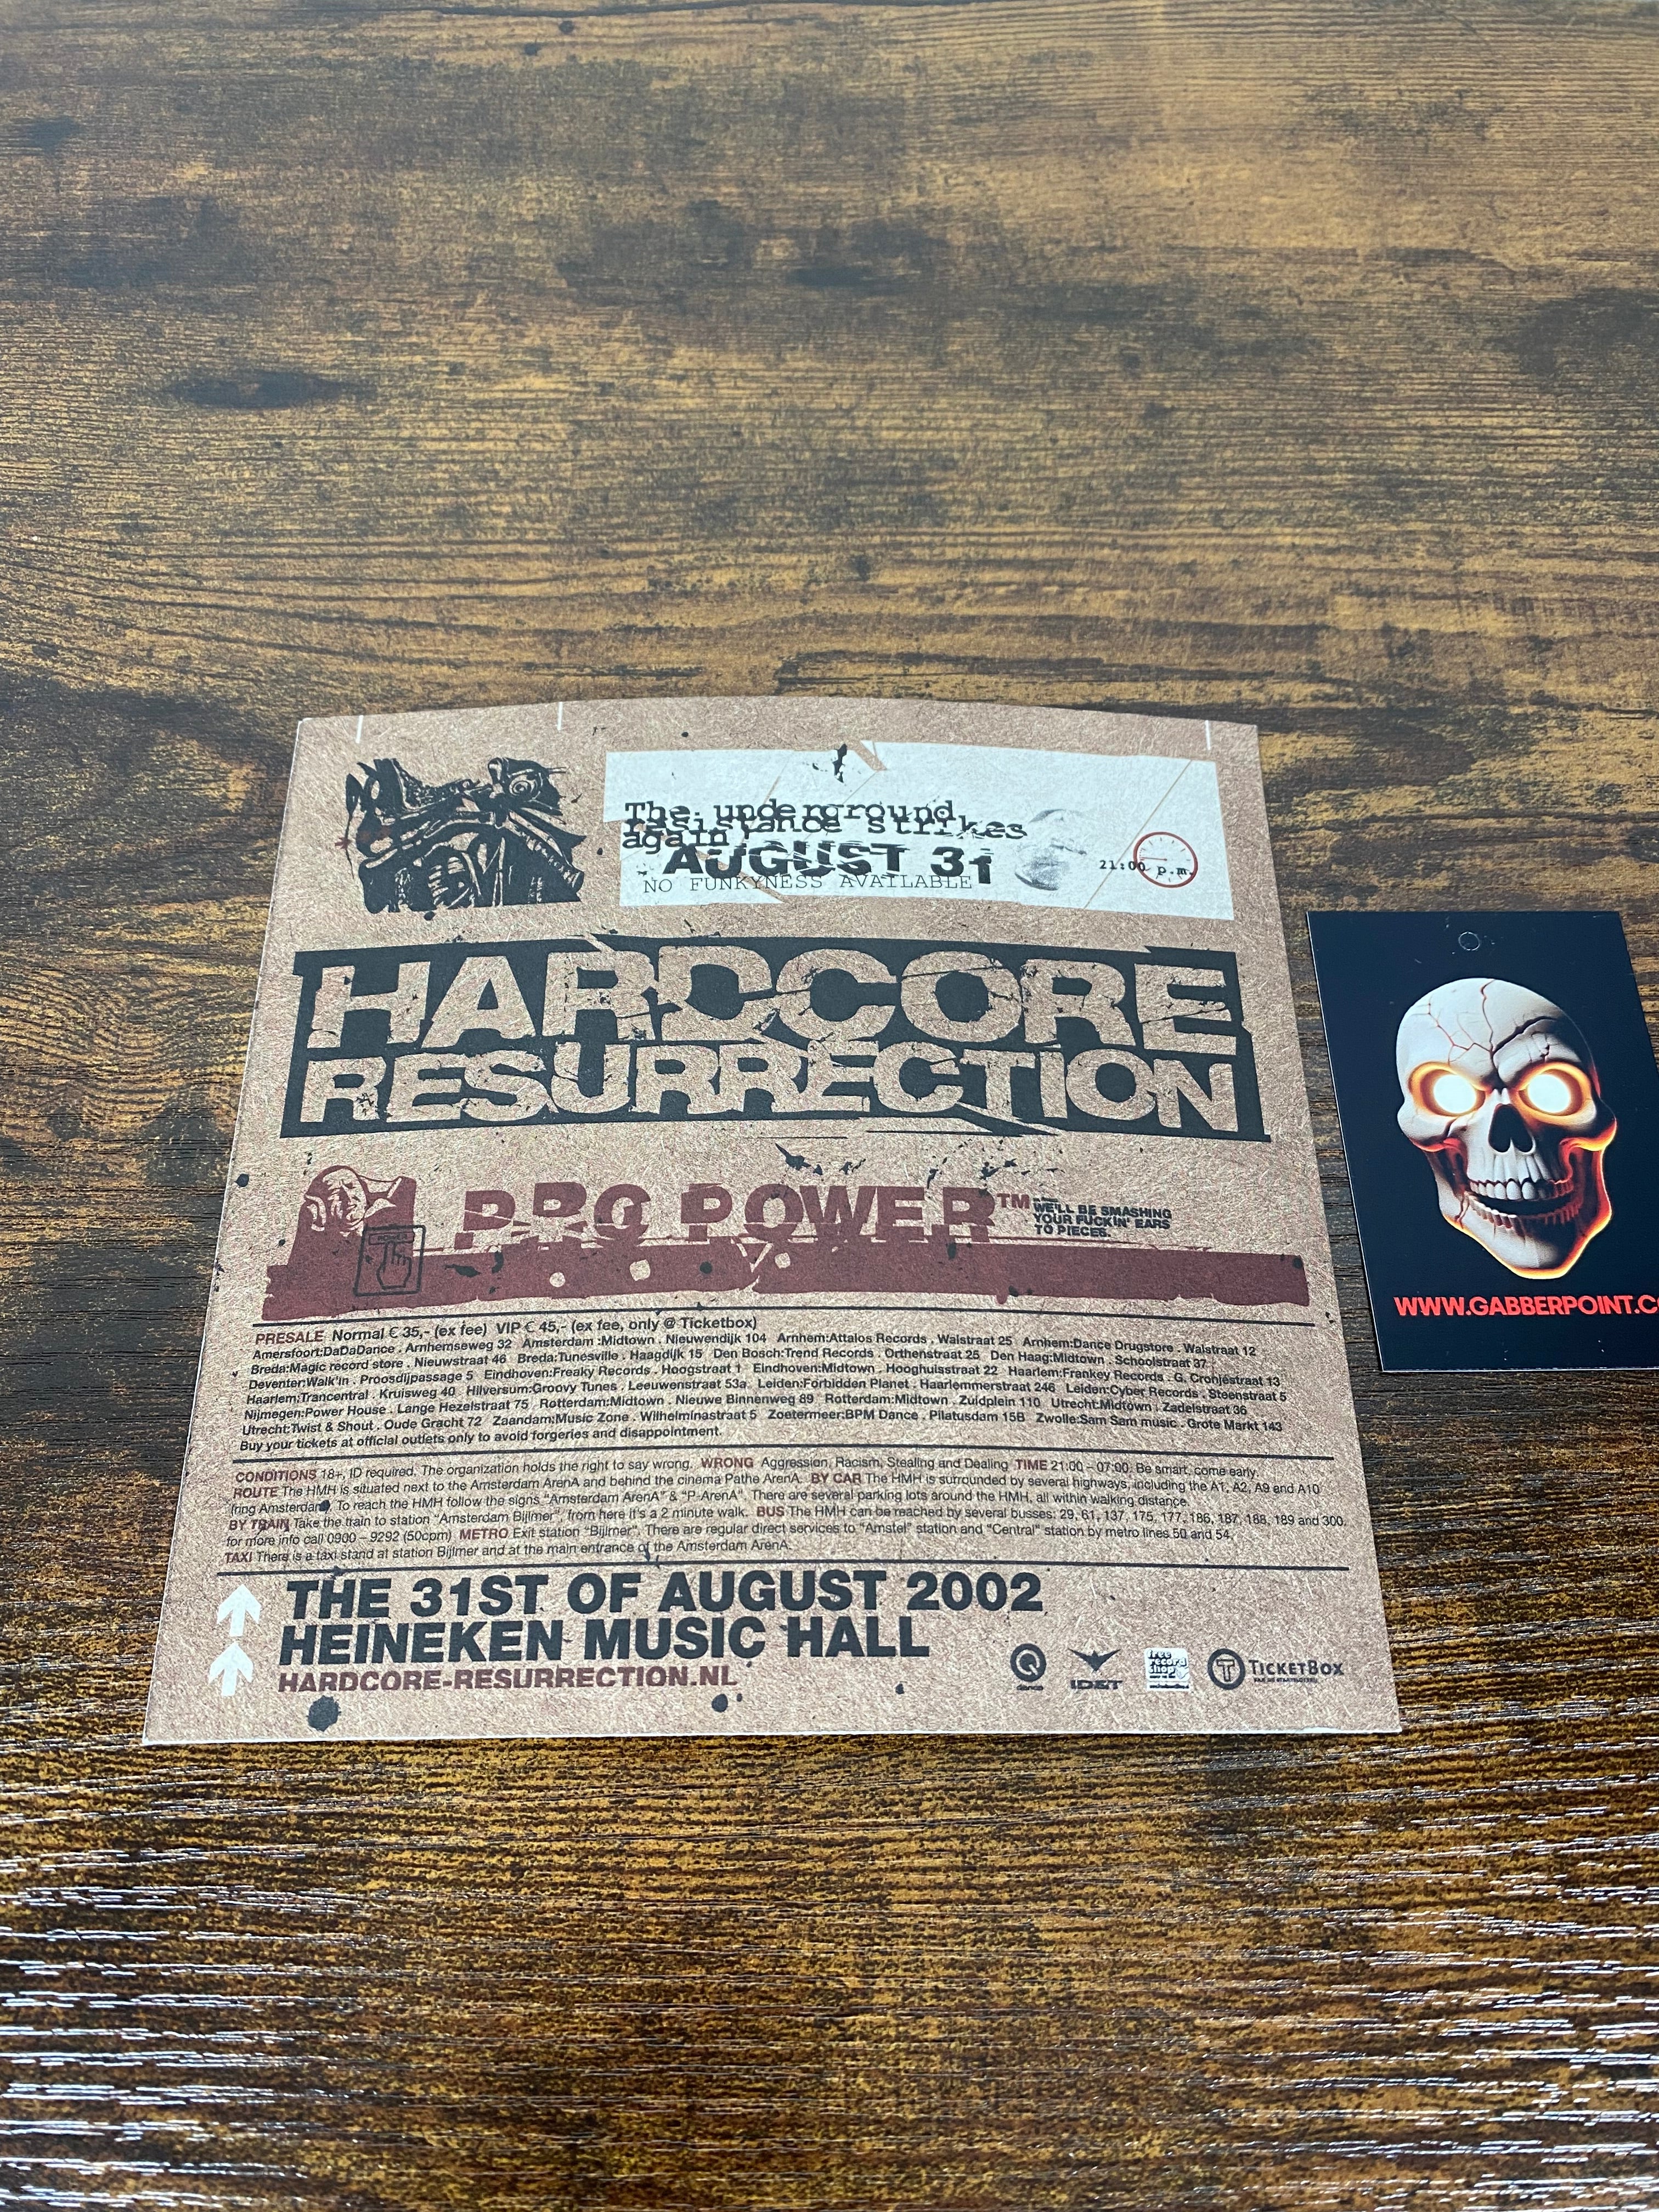 The underground
resistance strikes
again
AUGUST 31
NO FUNKYNESS AVAILABLE
21:00 p.m.
HARDCORE
RESURRECTION
PRO POWER™
WE'LL BE SMASHING
YOUR FUCKIN' EARS
TO PIECES.
PRESALE Normal € 35,- (ex fee) VIP € 45,- (ex fee, only @ Ticketbox)
Amersfoort:DaDaDance . Arnhemseweg 32 Amsterdam :Midtown . Nieuwendijk 104 Arnhem:Attalos Records . Walstraat 25 Arnhem:Dance Drugstore . Walstraat 12
Breda:Magic record store . Nieuwstraat 46 Breda:Tunesville . Haagdijk 15 Den Bosch:Trend Records . Orthenstraat 25 Den Haag:Midtown . Schoolstraat 37
Deventer:Walk'in . Proosdijpassage 5 Eindhoven:Freaky Records . Hoogstraat 1 Eindhoven:Midtown . Hooghuisstraat 22 Haarlem:Frankey Records . G. Cronjéstraat 13
Haarlem:Trancentral . Kruisweg 40 Hilversum:Groovy Tunes . Leeuwenstraat 53a Leiden:Forbidden Planet . Haarlemmerstraat 246 Leiden:Cyber Records . Steenstraat 5
Nijmegen:Power House . Lange Hezelstraat 75 Rotterdam:Midtown . Nieuwe Binnenweg 89 Rotterdam:Midtown . Zuidplein 110 Utrecht:Midtown . Zadelstraat 36
Utrecht:Twist & Shout . Oude Gracht 72 Zaandam:Music Zone . Wilhelminastraat 5 Zoetermeer:BPM Dance . Pilatusdam 15B Zwolle:Sam Sam music . Grote Markt 143
Buy your tickets at official outlets only to avoid forgeries and disappointment.
CONDITIONS 18+, ID required. The organization holds the right to say wrong. WRONG Aggression, Racism, Stealing and Dealing TIME 21:00 - 07:00. Be smart, come early.
ROUTE The HMH is situated next to the Amsterdam ArenA and behind the cinema Pathe ArenA. BY CAR The HMH is surrounded by several highways, including the A1, A2, A9 and A10
(ring Amsterdam). To reach the HMH follow the signs "Amsterdam ArenA" & "P-ArenA". There are several parking lots around the HMH, all within walking distance.
BY TRAIN Take the train to station "Amsterdam Bijlmer", from here it's a 2 minute walk. BUS The HMH can be reached by several busses: 29, 61, 137, 175, 177, 186, 187, 188, 189 and 300.
for more info call 0900 - 9292 (50cpm) METRO Exit station "Bijlmer". There are regular direct services to "Amstel" station and "Central" station by metro lines 50 and 54.
TAXI There is a taxi stand at station Bijlmer and at the main entrance of the Amsterdam ArenA.
THE 31ST OF AUGUST 2002
HEINEKEN MUSIC HALL
HARDCORE-RESURRECTION.NL
Q dance
ID&T
free record shop
TICKETBOX
WWW.GABBERPOINT.CO